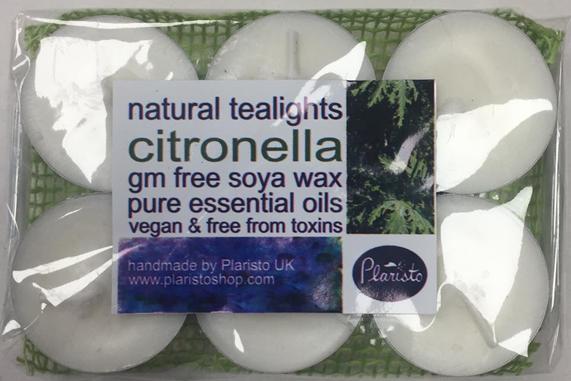 natural tealights
citronella
gm free soya wax
pure essential oils
vegan & free from toxins
handmade by Plaristo UK
www.plaristoshop.com
Plaristo